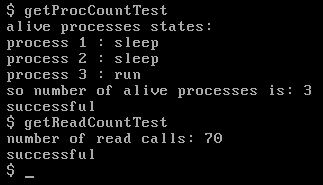 $ getProcCountTest
alive processes states:
process 1 : sleep
process 2 : sleep
process 3 : run
so number of alive processes is: 3
successful
$ getReadCountTest
number of read calls: 70
successful
$ _